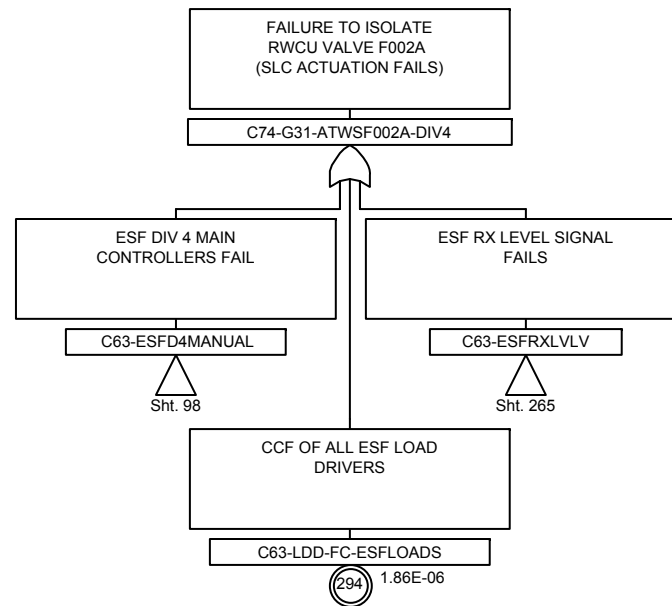 FAILURE TO ISOLATE
RWCU VALVE F002A
(SLC ACTUATION FAILS)
C74-G31-ATWSF002A-DIV4
ESF DIV 4 MAIN
CONTROLLERS FAIL
C63-ESFD4MANUAL
Sht. 98
ESF RX LEVEL SIGNAL
FAILS
C63-ESFRXLVLV
Sht. 265
CCF OF ALL ESF LOAD
DRIVERS
C63-LDD-FC-ESFLOADS
294
1.86E-06